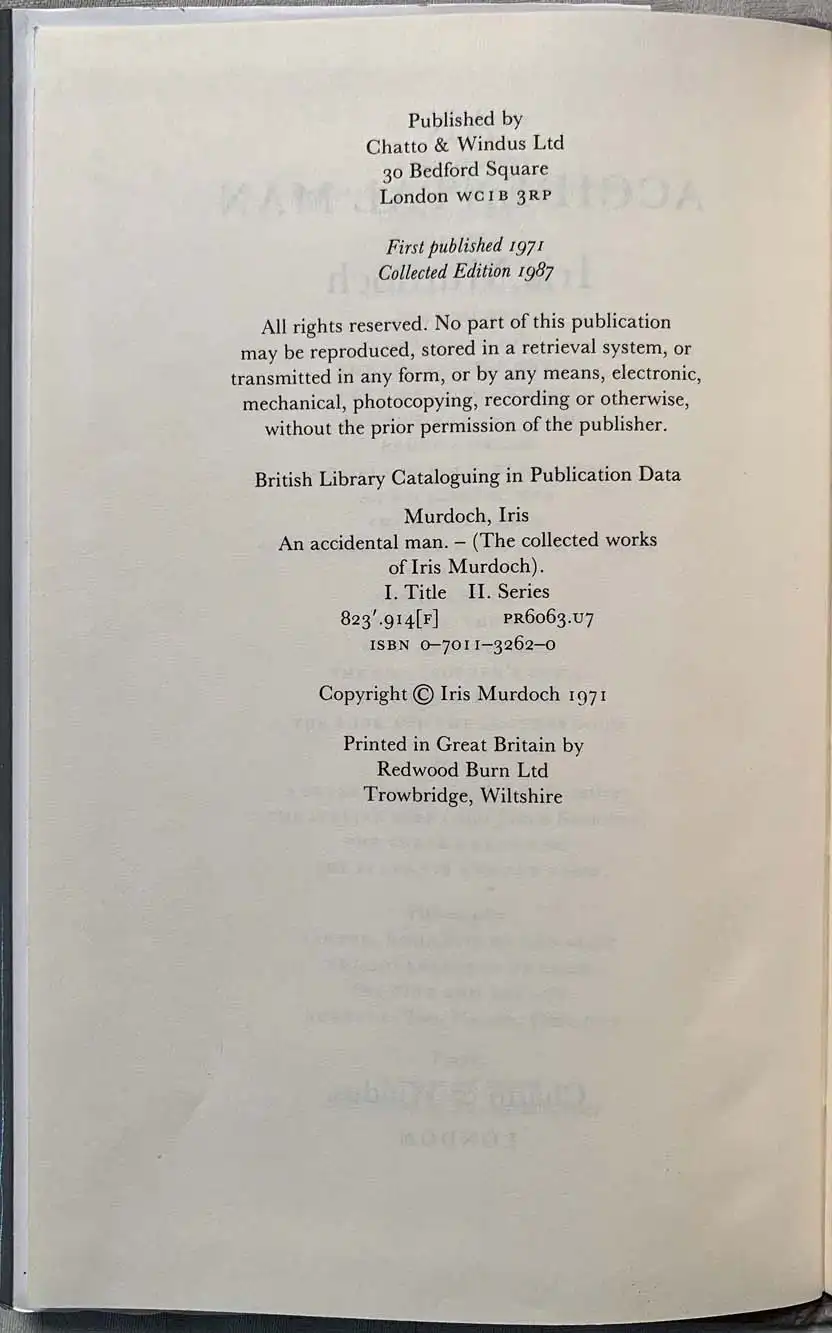 Published by
Chatto & Windus Ltd
30 Bedford Square
London WC1B 3RP
First published 1971
Collected Edition 1987
All rights reserved. No part of this publication
may be reproduced, stored in a retrieval system, or
transmitted in any form, or by any means, electronic,
mechanical, photocopying, recording or otherwise,
without the prior permission of the publisher.
British Library Cataloguing in Publication Data
Murdoch, Iris
An accidental man. – (The collected works
of Iris Murdoch).
I. Title II. Series
823′.914[F] PR6063.U7
ISBN 0–7011–3262–0
Copyright © Iris Murdoch 1971
Printed in Great Britain by
Redwood Burn Ltd
Trowbridge, Wiltshire